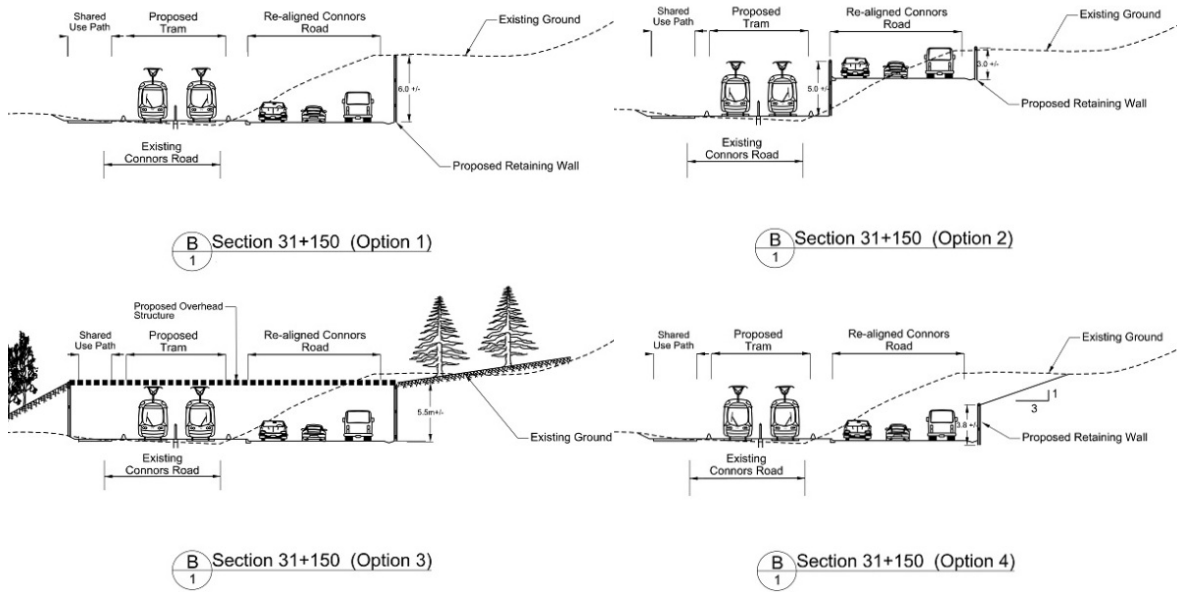 Shared
Use Path
Proposed
Tram
Re-aligned Connors
Road
Existing Ground
6.0 +/-
Proposed Retaining Wall
Existing
Connors Road
B
1
Section 31+150 (Option 1)
Shared
Use Path
Proposed
Tram
Re-aligned Connors
Road
Existing Ground
5.0 +/-
3.0 +/-
Proposed Retaining Wall
Existing
Connors Road
B
1
Section 31+150 (Option 2)
Proposed Overhead
Structure
Shared
Use Path
Proposed
Tram
Re-aligned Connors
Road
5.5m+/-
Existing Ground
Existing
Connors Road
B
1
Section 31+150 (Option 3)
Shared
Use Path
Proposed
Tram
Re-aligned Connors
Road
Existing Ground
1
3
3.8 +/-
Proposed Retaining Wall
Existing
Connors Road
B
1
Section 31+150 (Option 4)